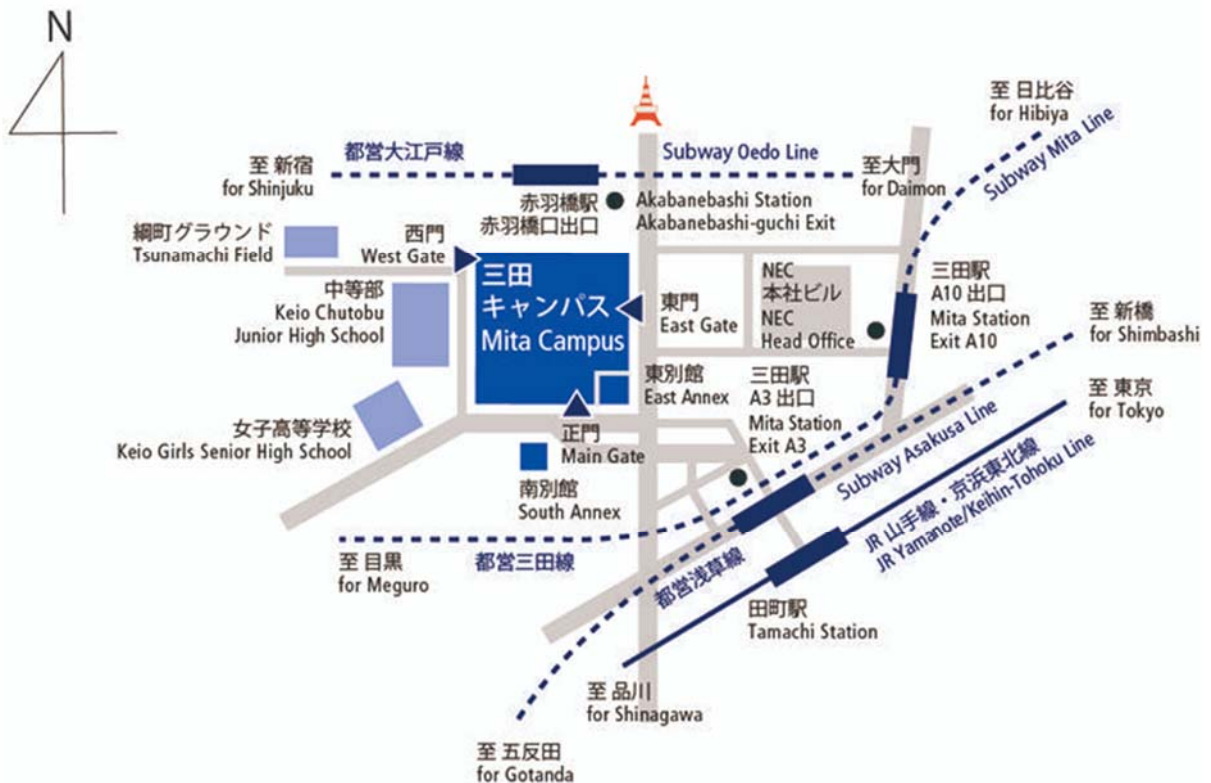 N
至 日比谷
for Hibiya
Subway Mita Line
都営大江戸線
Subway Oedo Line
至 新宿
for Shinjuku
至大門
for Daimon
赤羽橋駅
赤羽橋口出口
Akabanebashi Station
Akabanebashi-guchi Exit
綱町グラウンド
Tsunamachi Field
西門
West Gate
三田
キャンパス
Mita Campus
中等部
Keio Chutobu
Junior High School
東門
East Gate
NEC
本社ビル
NEC
Head Office
三田駅
A10 出口
Mita Station
Exit A10
至 新橋
for Shimbashi
東別館
East Annex
三田駅
A3 出口
Mita Station
Exit A3
至 東京
for Tokyo
女子高等学校
Keio Girls Senior High School
正門
Main Gate
南別館
South Annex
Subway Asakusa Line
JR 山手線・京浜東北線
JR Yamanote/Keihin-Tohoku Line
至 目黒
for Meguro
都営三田線
都営浅草線
田町駅
Tamachi Station
至 品川
for Shinagawa
至 五反田
for Gotanda